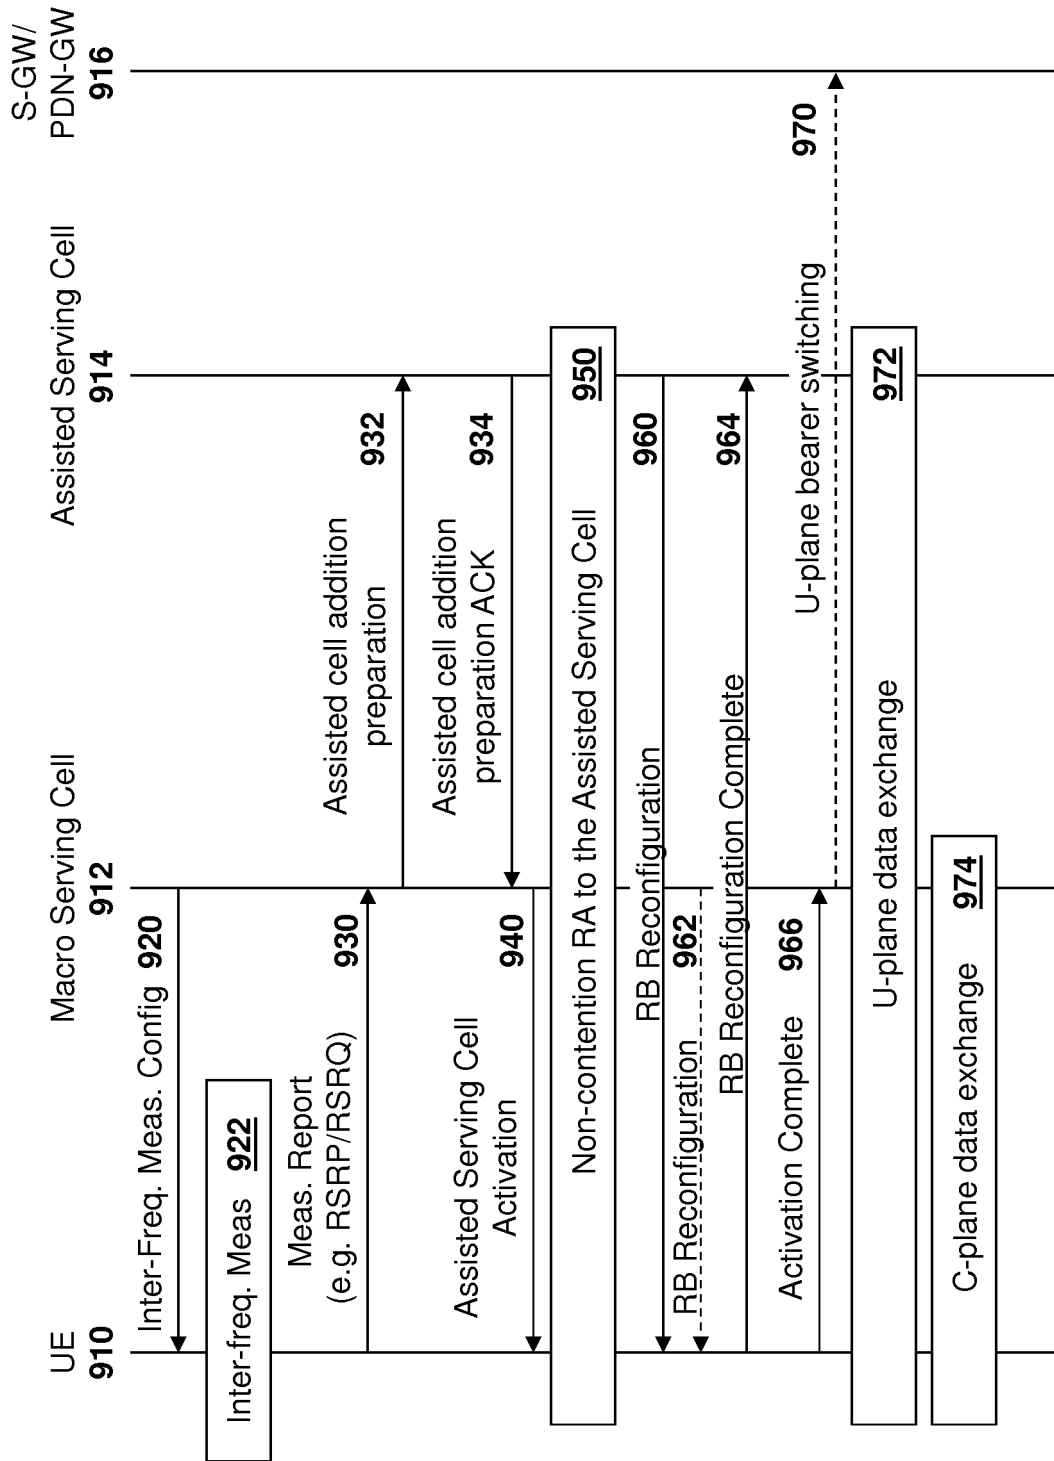 UE
910
Macro Serving Cell
912
Assisted Serving Cell
914
S-GW/
PDN-GW
916
Inter-Freq. Meas. Config 920
Inter-freq. Meas 922
Meas. Report
(e.g. RSRP/RSRQ)
930
Assisted cell addition
preparation
932
Assisted cell addition
preparation ACK
934
Assisted Serving Cell
Activation
940
Non-contention RA to the Assisted Serving Cell 950
RB Reconfiguration 960
RB Reconfiguration 962
RB Reconfiguration Complete 964
Activation Complete 966
U-plane bearer switching 970
U-plane data exchange 972
C-plane data exchange 974